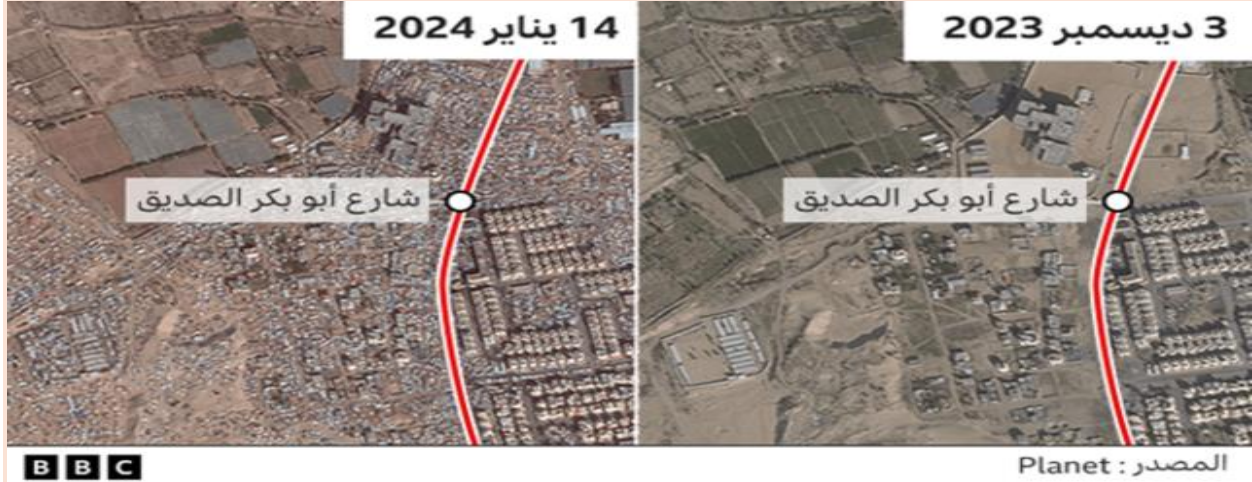 3 ديسمبر 2023
14 يناير 2024
شارع أبو بكر الصديق
شارع أبو بكر الصديق
المصدر: Planet
BBC